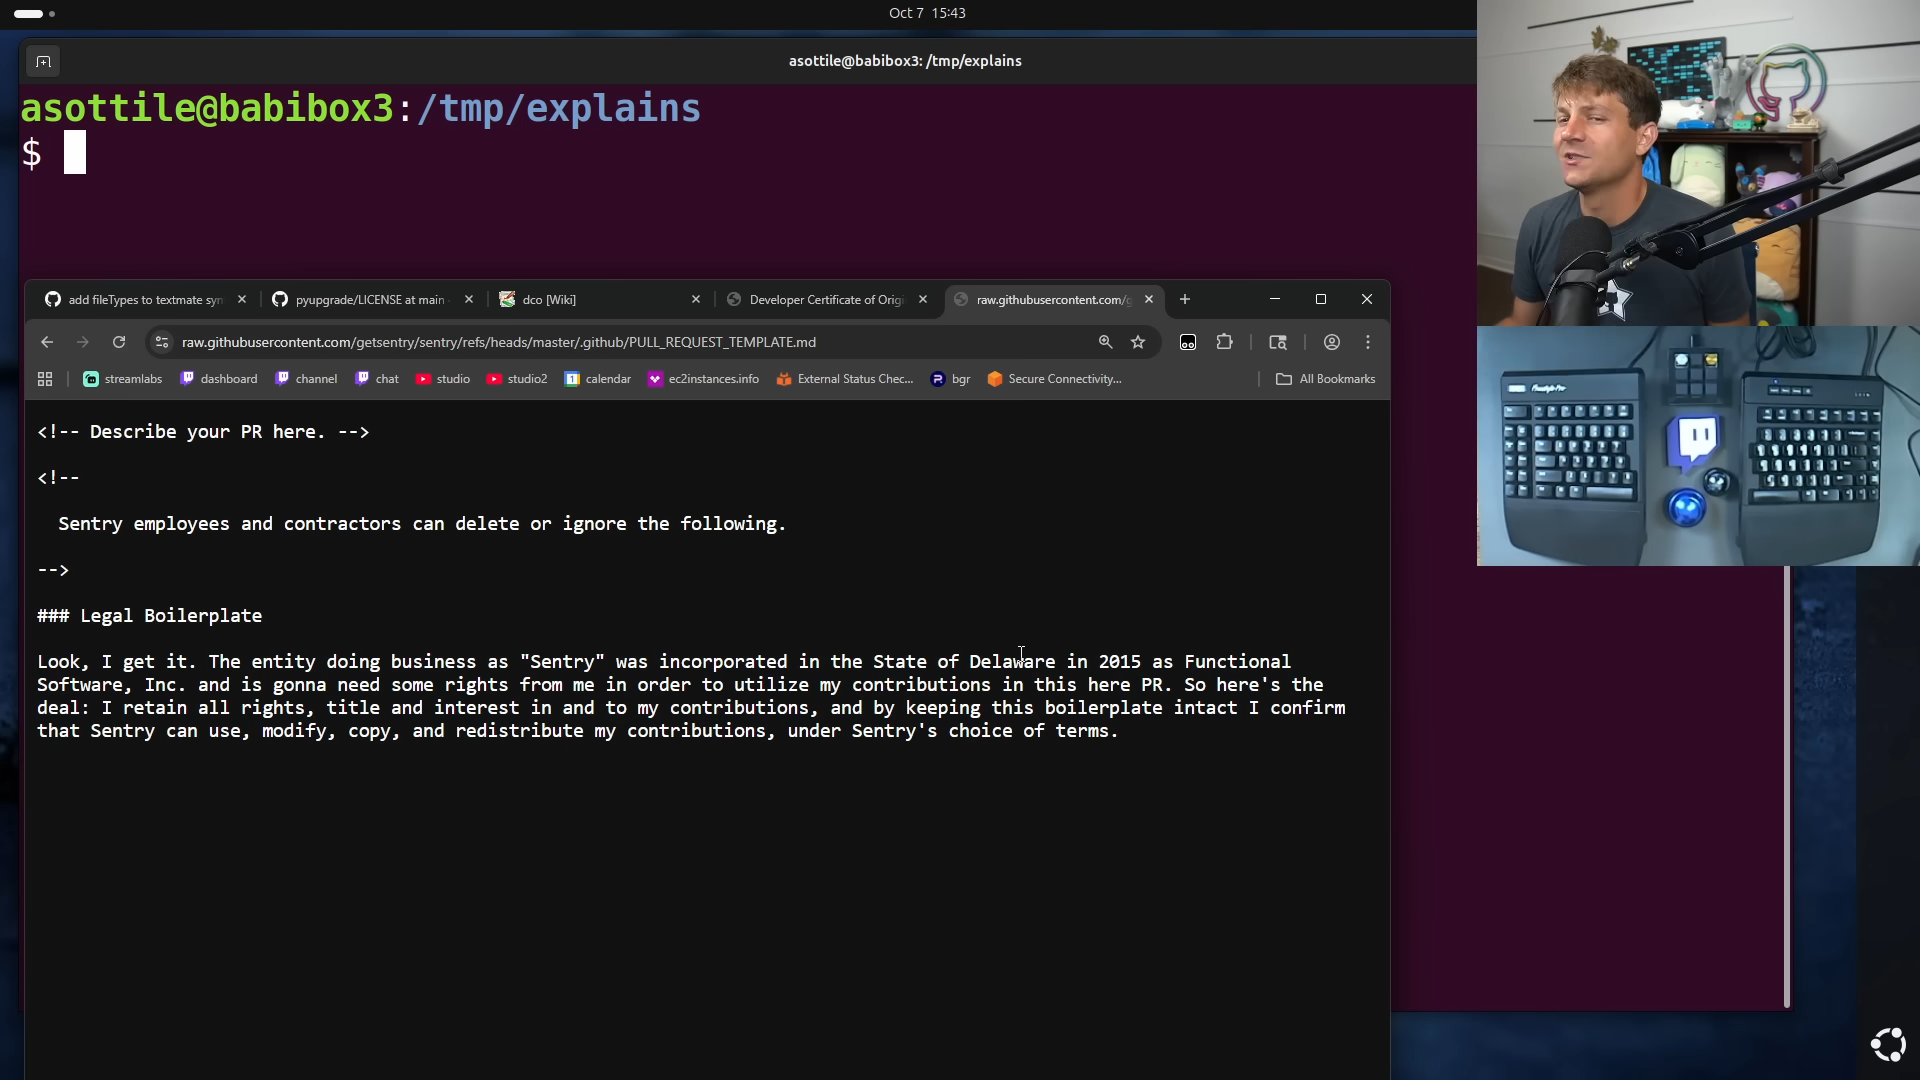 Oct 7 15:43
asottile@babibox3: /tmp/explains
asottile@babibox3:/tmp/explains
$
add fileTypes to textmate syn
pyupgrade/LICENSE at main
dco [Wiki]
Developer Certificate of Origi
raw.githubusercontent.com/g
raw.githubusercontent.com/getsentry/sentry/refs/heads/master/.github/PULL_REQUEST_TEMPLATE.md
streamlabs
dashboard
channel
chat
studio
studio2
calendar
ec2instances.info
External Status Chec...
bgr
Secure Connectivity...
All Bookmarks
<!-- Describe your PR here. -->
<!--
Sentry employees and contractors can delete or ignore the following.
-->
### Legal Boilerplate
Look, I get it. The entity doing business as "Sentry" was incorporated in the State of Delaware in 2015 as Functional
Software, Inc. and is gonna need some rights from me in order to utilize my contributions in this here PR. So here's the
deal: I retain all rights, title and interest in and to my contributions, and by keeping this boilerplate intact I confirm
that Sentry can use, modify, copy, and redistribute my contributions, under Sentry's choice of terms.